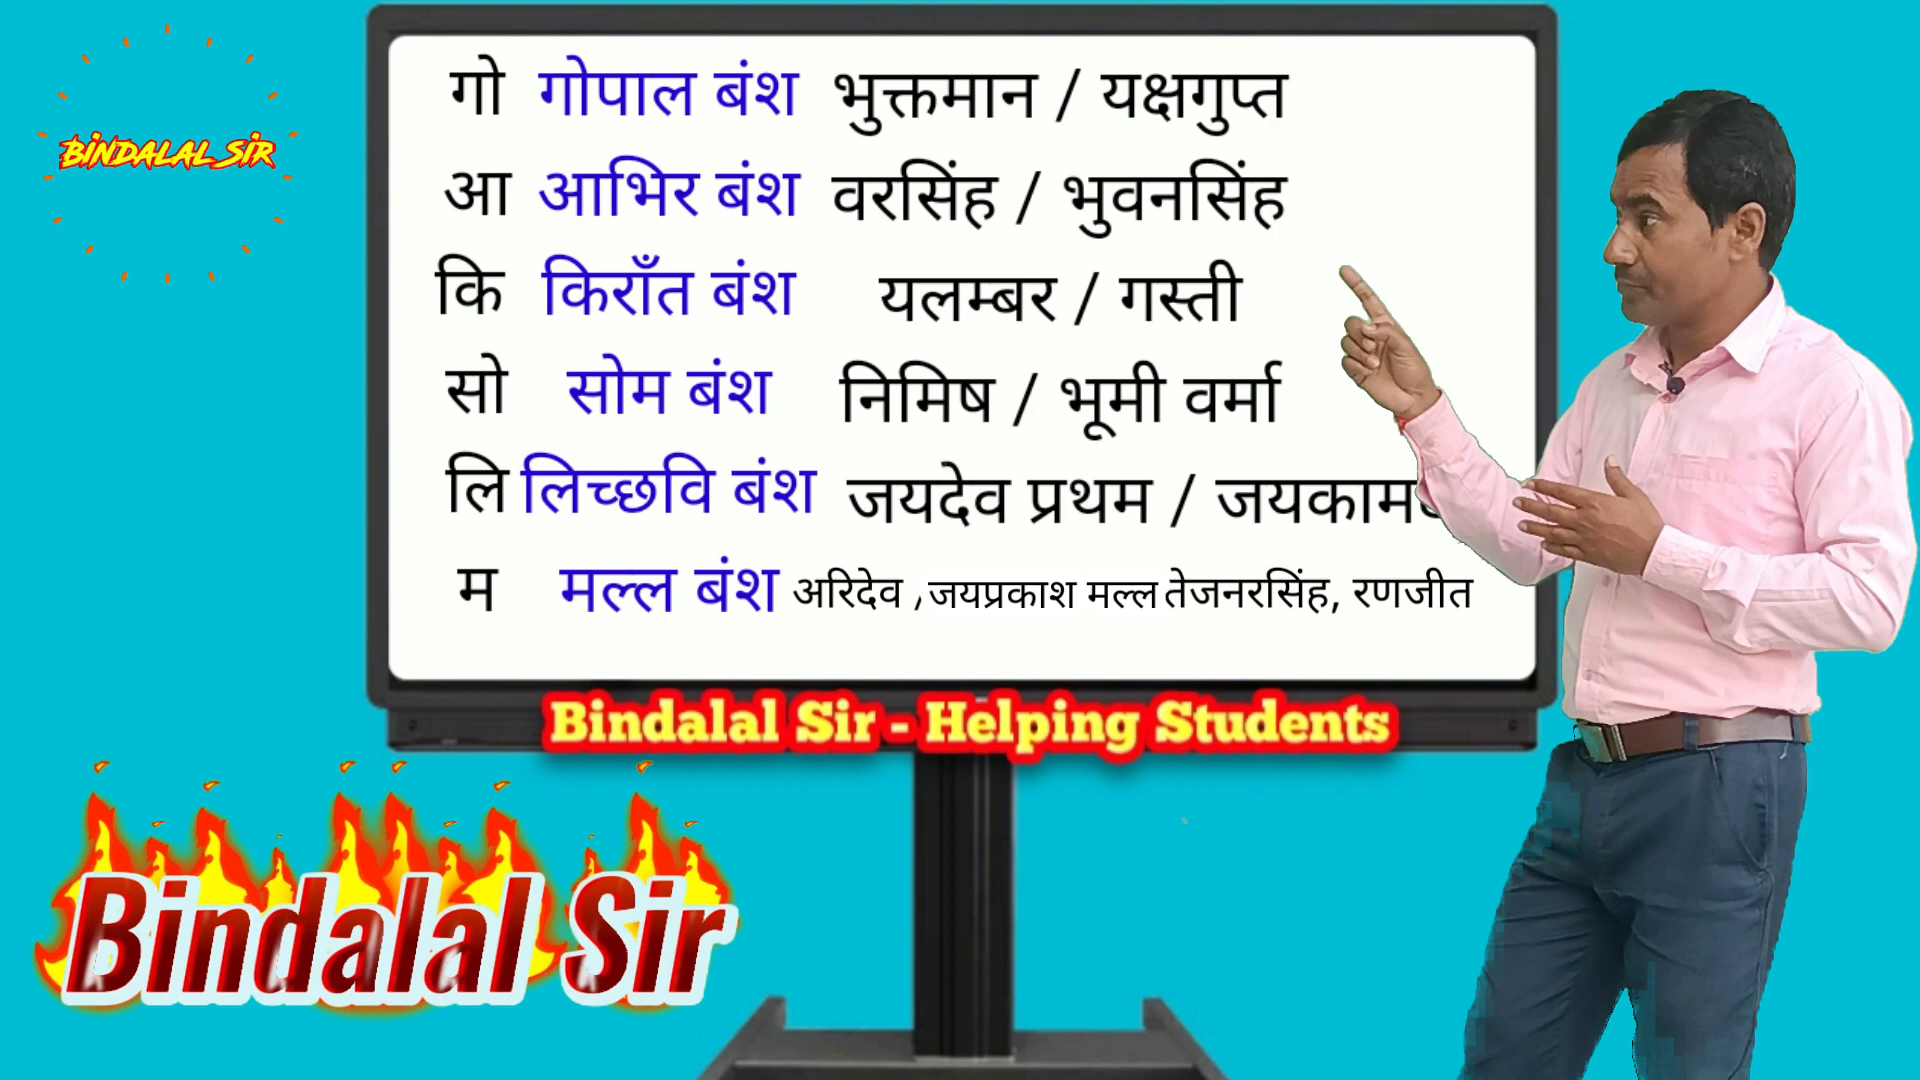 BINDALAL SIR
गो गोपाल बंश भुक्तमान / यक्षगुप्त
आ आभिर बंश वरसिंह / भुवनसिंह
कि किराँत बंश यलम्बर / गस्ती
सो सोम बंश निमिष / भूमी वर्मा
लि लिच्छवि बंश जयदेव प्रथम /
म मल्ल बंश अरिदेव / जयप्रकाश मल्ल तेजनरसिंह, रणजीत
Bindalal Sir - Helping Students
Bindalal Sir